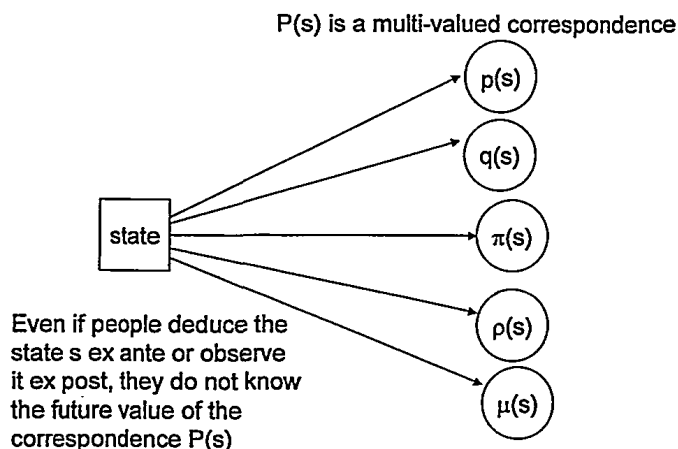 P(s) is a multi-valued correspondence
p(s)
q(s)
state
π(s)
ρ(s)
μ(s)
Even if people deduce the
state s ex ante or observe
it ex post, they do not know
the future value of the
correspondence P(s)